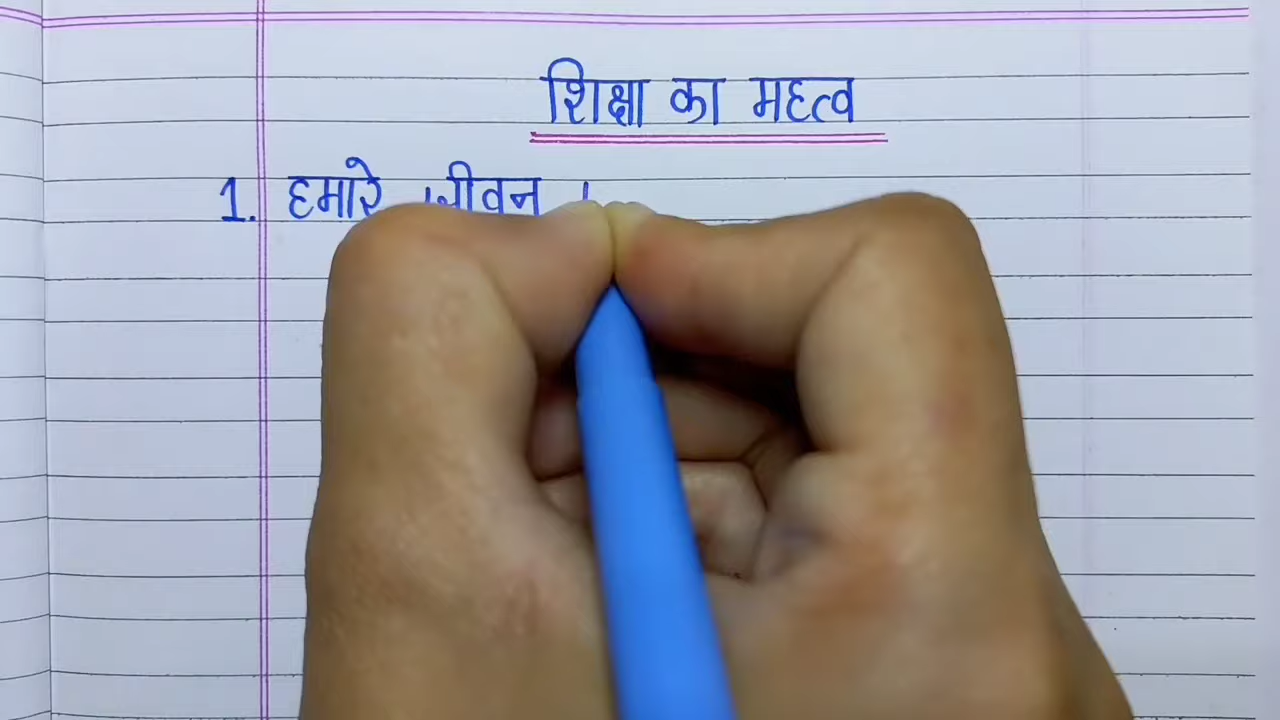 शिक्षा का महत्व
1. हमारे जीवन